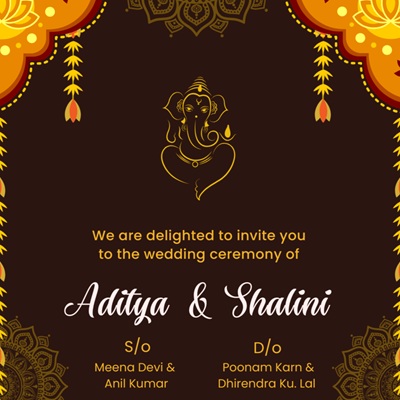 We are delighted to invite you
to the wedding ceremony of
Aditya & Shalini
S/o
Meena Devi &
Anil Kumar
D/o
Poonam Karn &
Dhirendra Ku. Lal